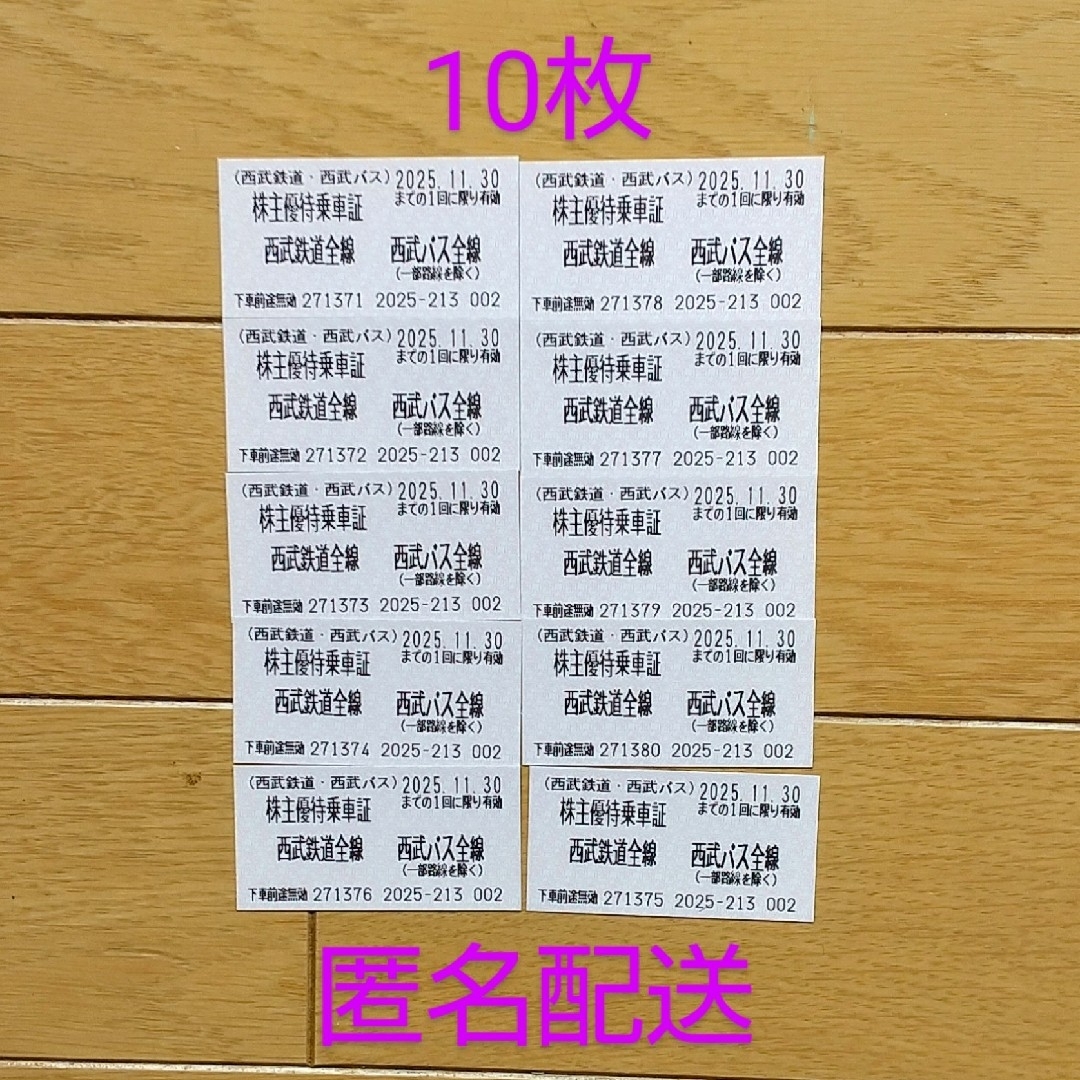 10枚
(西武鉄道・西武バス) 2025.11.30
株主優待乗車証 までの1回に限り有効
西武鉄道全線 西武バス全線
(一部路線を除く)
下車前途無効 271371 2025-213 002
(西武鉄道・西武バス) 2025.11.30
株主優待乗車証 までの1回に限り有効
西武鉄道全線 西武バス全線
(一部路線を除く)
下車前途無効 271372 2025-213 002
(西武鉄道・西武バス) 2025.11.30
株主優待乗車証 までの1回に限り有効
西武鉄道全線 西武バス全線
(一部路線を除く)
下車前途無効 271373 2025-213 002
(西武鉄道・西武バス) 2025.11.30
株主優待乗車証 までの1回に限り有効
西武鉄道全線 西武バス全線
(一部路線を除く)
下車前途無効 271374 2025-213 002
(西武鉄道・西武バス) 2025.11.30
株主優待乗車証 までの1回に限り有効
西武鉄道全線 西武バス全線
(一部路線を除く)
下車前途無効 271376 2025-213 002
(西武鉄道・西武バス) 2025.11.30
株主優待乗車証 までの1回に限り有効
西武鉄道全線 西武バス全線
(一部路線を除く)
下車前途無効 271378 2025-213 002
(西武鉄道・西武バス) 2025.11.30
株主優待乗車証 までの1回に限り有効
西武鉄道全線 西武バス全線
(一部路線を除く)
下車前途無効 271377 2025-213 002
(西武鉄道・西武バス) 2025.11.30
株主優待乗車証 までの1回に限り有効
西武鉄道全線 西武バス全線
(一部路線を除く)
下車前途無効 271379 2025-213 002
(西武鉄道・西武バス) 2025.11.30
株主優待乗車証 までの1回に限り有効
西武鉄道全線 西武バス全線
(一部路線を除く)
下車前途無効 271380 2025-213 002
(西武鉄道・西武バス) 2025.11.30
株主優待乗車証 までの1回に限り有効
西武鉄道全線 西武バス全線
(一部路線を除く)
下車前途無効 271375 2025-213 002
匿名配送